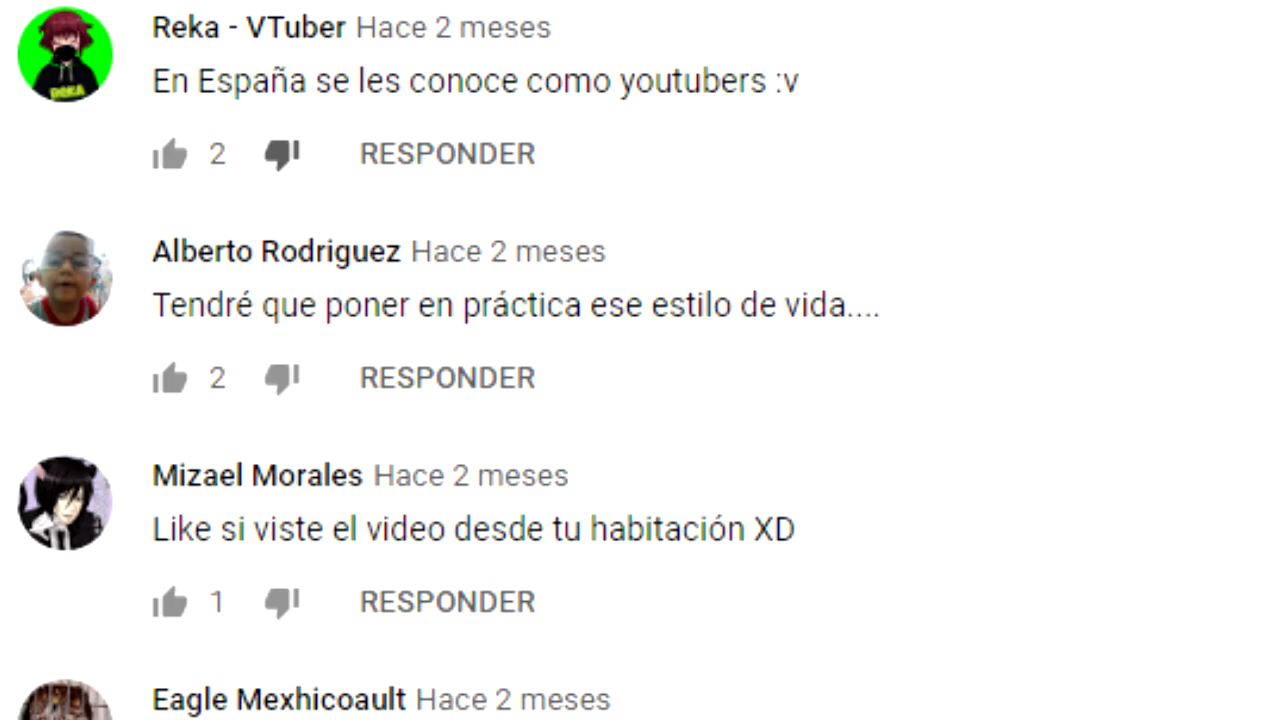 Reka - VTuber Hace 2 meses
En España se les conoce como youtubers :v
2 RESPONDER
Alberto Rodriguez Hace 2 meses
Tendré que poner en práctica ese estilo de vida....
2 RESPONDER
Mizael Morales Hace 2 meses
Like si viste el video desde tu habitación XD
1 RESPONDER
Eagle Mexhicoault Hace 2 meses
REKA